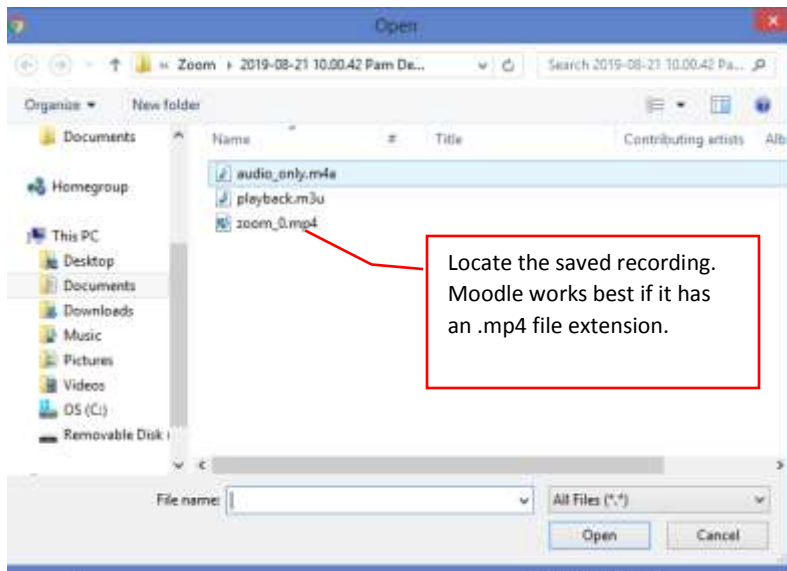 Open
« Zoom › 2019-08-21 10.00.42 Pam De... Search 2019-08-21 10.00.42 Pa...
Organize New folder
Name # Title Contributing artists Alb
Documents
Homegroup
This PC
Desktop
Documents
Downloads
Music
Pictures
Videos
OS (C:)
Removable Disk
audio_only.m4a
playback.m3u
zoom_0.mp4
Locate the saved recording.
Moodle works best if it has
an .mp4 file extension.
File name: All Files (*.*)
Open Cancel